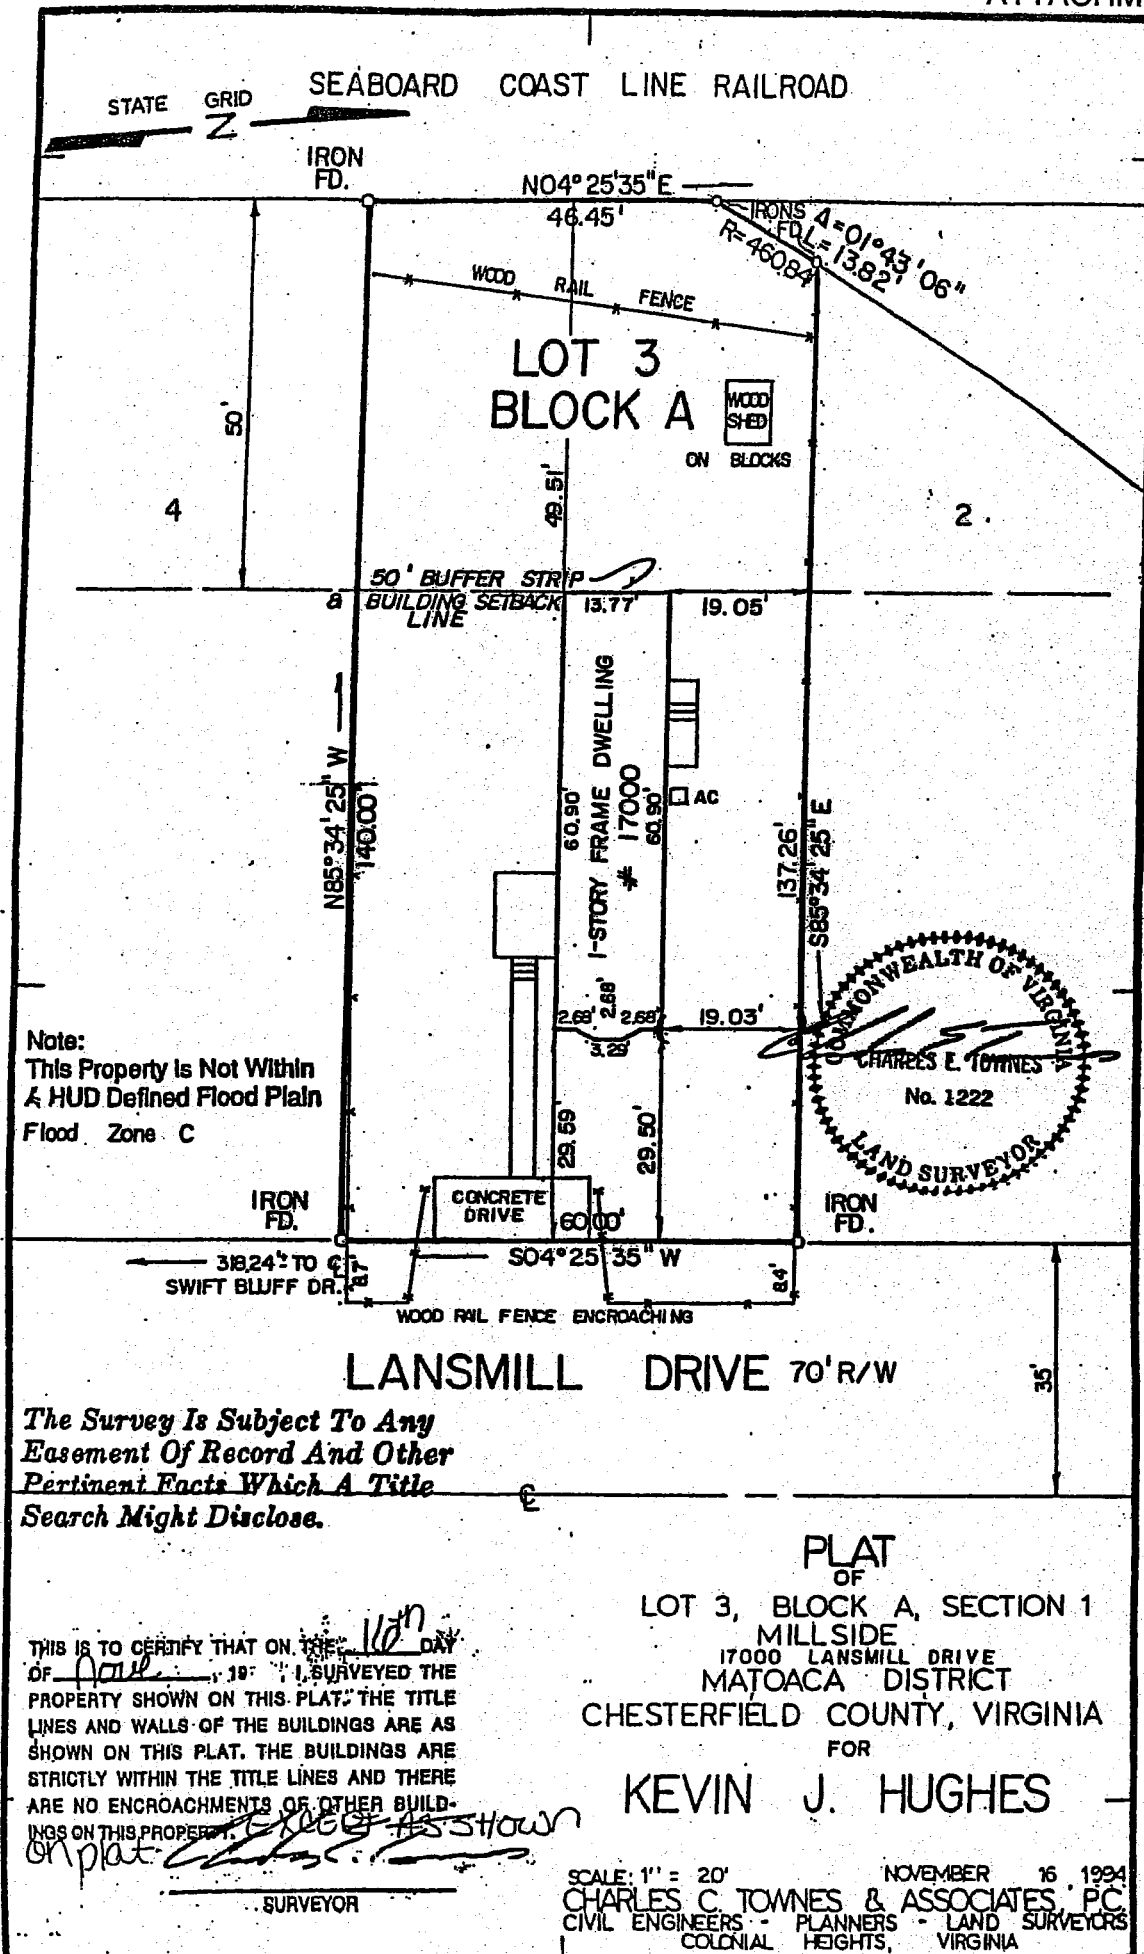 SEABOARD COAST LINE RAILROAD
STATE GRID
Z
IRON
FD.
N04°25'35"E
46.45'
IRONS
FD.
Δ=01°43'06"
L=13.82'
R=460.84'
WOOD RAIL FENCE
LOT 3
BLOCK A
WOOD
SHED
ON BLOCKS
50'
49.51'
4
2.
50' BUFFER STRIP
a BUILDING SETBACK
LINE
13.77'
19.05'
1-STORY FRAME DWELLING
# 17000
60.90'
60.90'
AC
N85°34'25" W
140.00'
137.26'
S85°34'25" E
2.68' 2.68' 2.68'
3.28'
19.03'
29.59'
29.50'
COMMONWEALTH OF VIRGINIA
CHARLES E. TOWNES
No. 1222
LAND SURVEYOR
Note:
This Property is Not Within
A HUD Defined Flood Plain
Flood Zone C
IRON
FD.
CONCRETE
DRIVE
60.00'
S04°25'35" W
IRON
FD.
318.24'± TO ℄
SWIFT BLUFF DR.
8.7'
8.4'
WOOD RAIL FENCE ENCROACHING
LANSMILL DRIVE 70' R/W
35'
The Survey Is Subject To Any
Easement Of Record And Other
Pertinent Facts Which A Title
Search Might Disclose.
℄
PLAT
OF
LOT 3, BLOCK A, SECTION 1
MILLSIDE
17000 LANSMILL DRIVE
MATOACA DISTRICT
CHESTERFIELD COUNTY, VIRGINIA
FOR
KEVIN J. HUGHES
THIS IS TO CERTIFY THAT ON THE 16th DAY
OF Nove , 19 I SURVEYED THE
PROPERTY SHOWN ON THIS PLAT. THE TITLE
LINES AND WALLS OF THE BUILDINGS ARE AS
SHOWN ON THIS PLAT. THE BUILDINGS ARE
STRICTLY WITHIN THE TITLE LINES AND THERE
ARE NO ENCROACHMENTS OF OTHER BUILD-
INGS ON THIS PROPERTY. EXCEPT AS SHOWN
on plat
SURVEYOR
SCALE: 1" = 20' NOVEMBER 16 1994
CHARLES C. TOWNES & ASSOCIATES, P.C.
CIVIL ENGINEERS - PLANNERS - LAND SURVEYORS
COLONIAL HEIGHTS, VIRGINIA